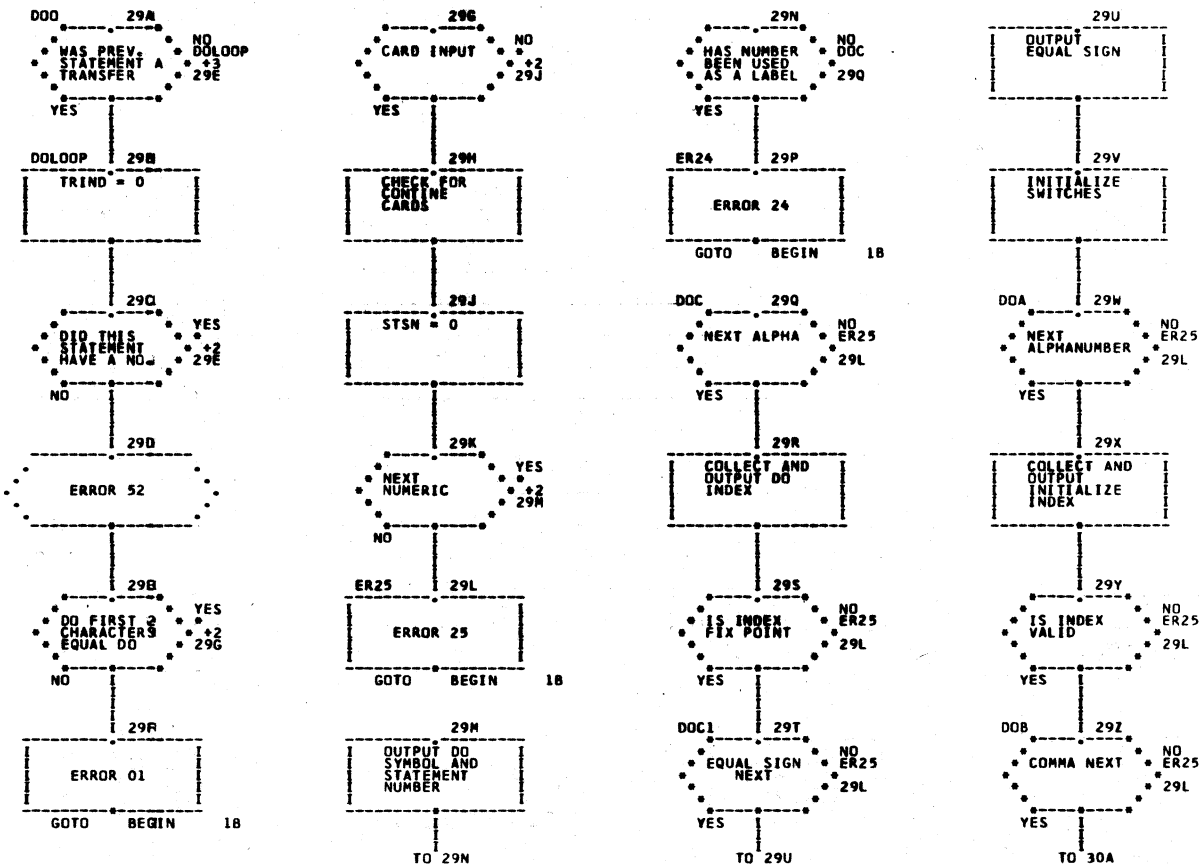 DOO 29A
WAS PREV.
STATEMENT A
TRANSFER
NO
DOLOOP
+3
29E
YES
DOLOOP 29B
TRIND = 0
29C
DID THIS
STATEMENT
HAVE A NO.
YES
+2
29E
NO
29D
ERROR 52
29E
DO FIRST 2
CHARACTERS
EQUAL DO
YES
+2
29G
NO
29F
ERROR 01
GOTO BEGIN 1B
29G
CARD INPUT
NO
+2
29J
YES
29H
CHECK FOR
CONTINE
CARDS
29J
STSN = 0
29K
NEXT
NUMERIC
YES
+2
29M
NO
ER25 29L
ERROR 25
GOTO BEGIN 1B
29M
OUTPUT DO
SYMBOL AND
STATEMENT
NUMBER
TO 29N
29N
HAS NUMBER
BEEN USED
AS A LABEL
NO
DOC
29Q
YES
ER24 29P
ERROR 24
GOTO BEGIN 1B
DOC 29Q
NEXT ALPHA
NO
ER25
29L
YES
29R
COLLECT AND
OUTPUT DO
INDEX
29S
IS INDEX
FIX POINT
NO
ER25
29L
YES
DOC1 29T
EQUAL SIGN
NEXT
NO
ER25
29L
YES
TO 29U
29U
OUTPUT
EQUAL SIGN
29V
INITIALIZE
SWITCHES
DOA 29W
NEXT
ALPHANUMBER
NO
ER25
29L
YES
29X
COLLECT AND
OUTPUT
INITIALIZE
INDEX
29Y
IS INDEX
VALID
NO
ER25
29L
YES
DOB 29Z
COMMA NEXT
NO
ER25
29L
YES
TO 30A